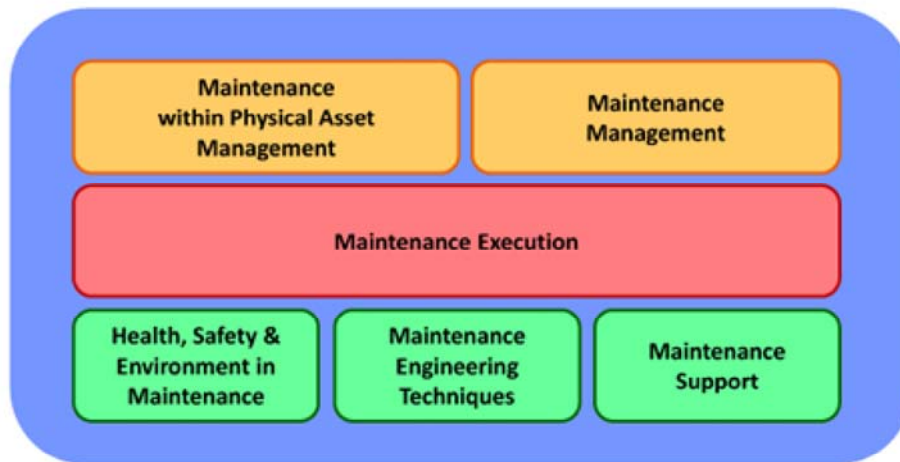 Maintenance
within Physical Asset
Management
Maintenance
Management
Maintenance Execution
Health, Safety &
Environment in
Maintenance
Maintenance
Engineering
Techniques
Maintenance
Support